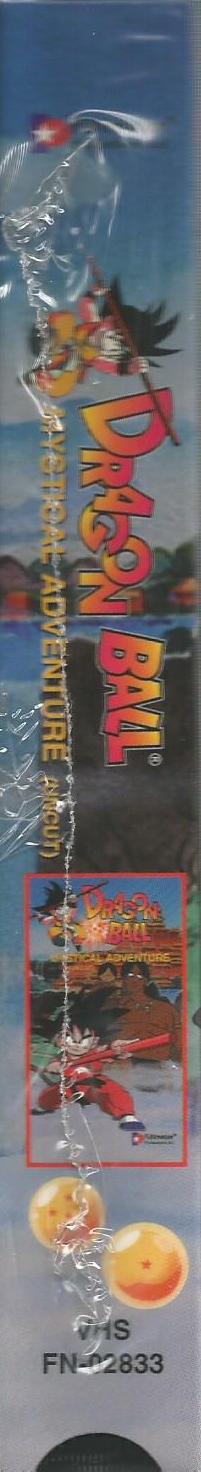 DRAGON BALL®
MYSTICAL ADVENTURE (UNCUT)
DRAGON
BALL
MYSTICAL ADVENTURE
VHS
FN-02833